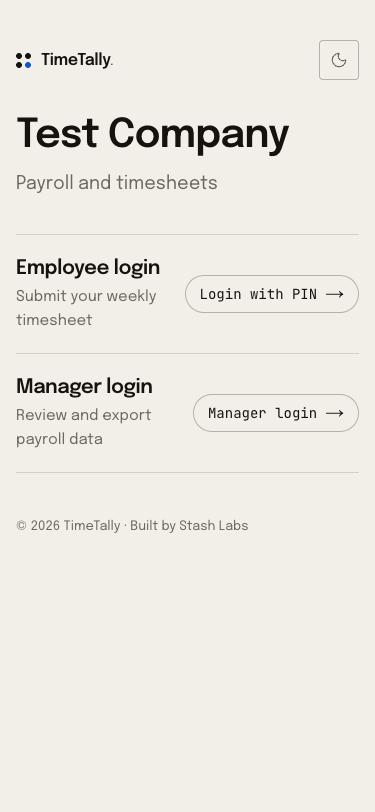 TimeTally.
Test Company
Payroll and timesheets
Employee login
Submit your weekly
timesheet
Login with PIN →
Manager login
Review and export
payroll data
Manager login →
© 2026 TimeTally · Built by Stash Labs